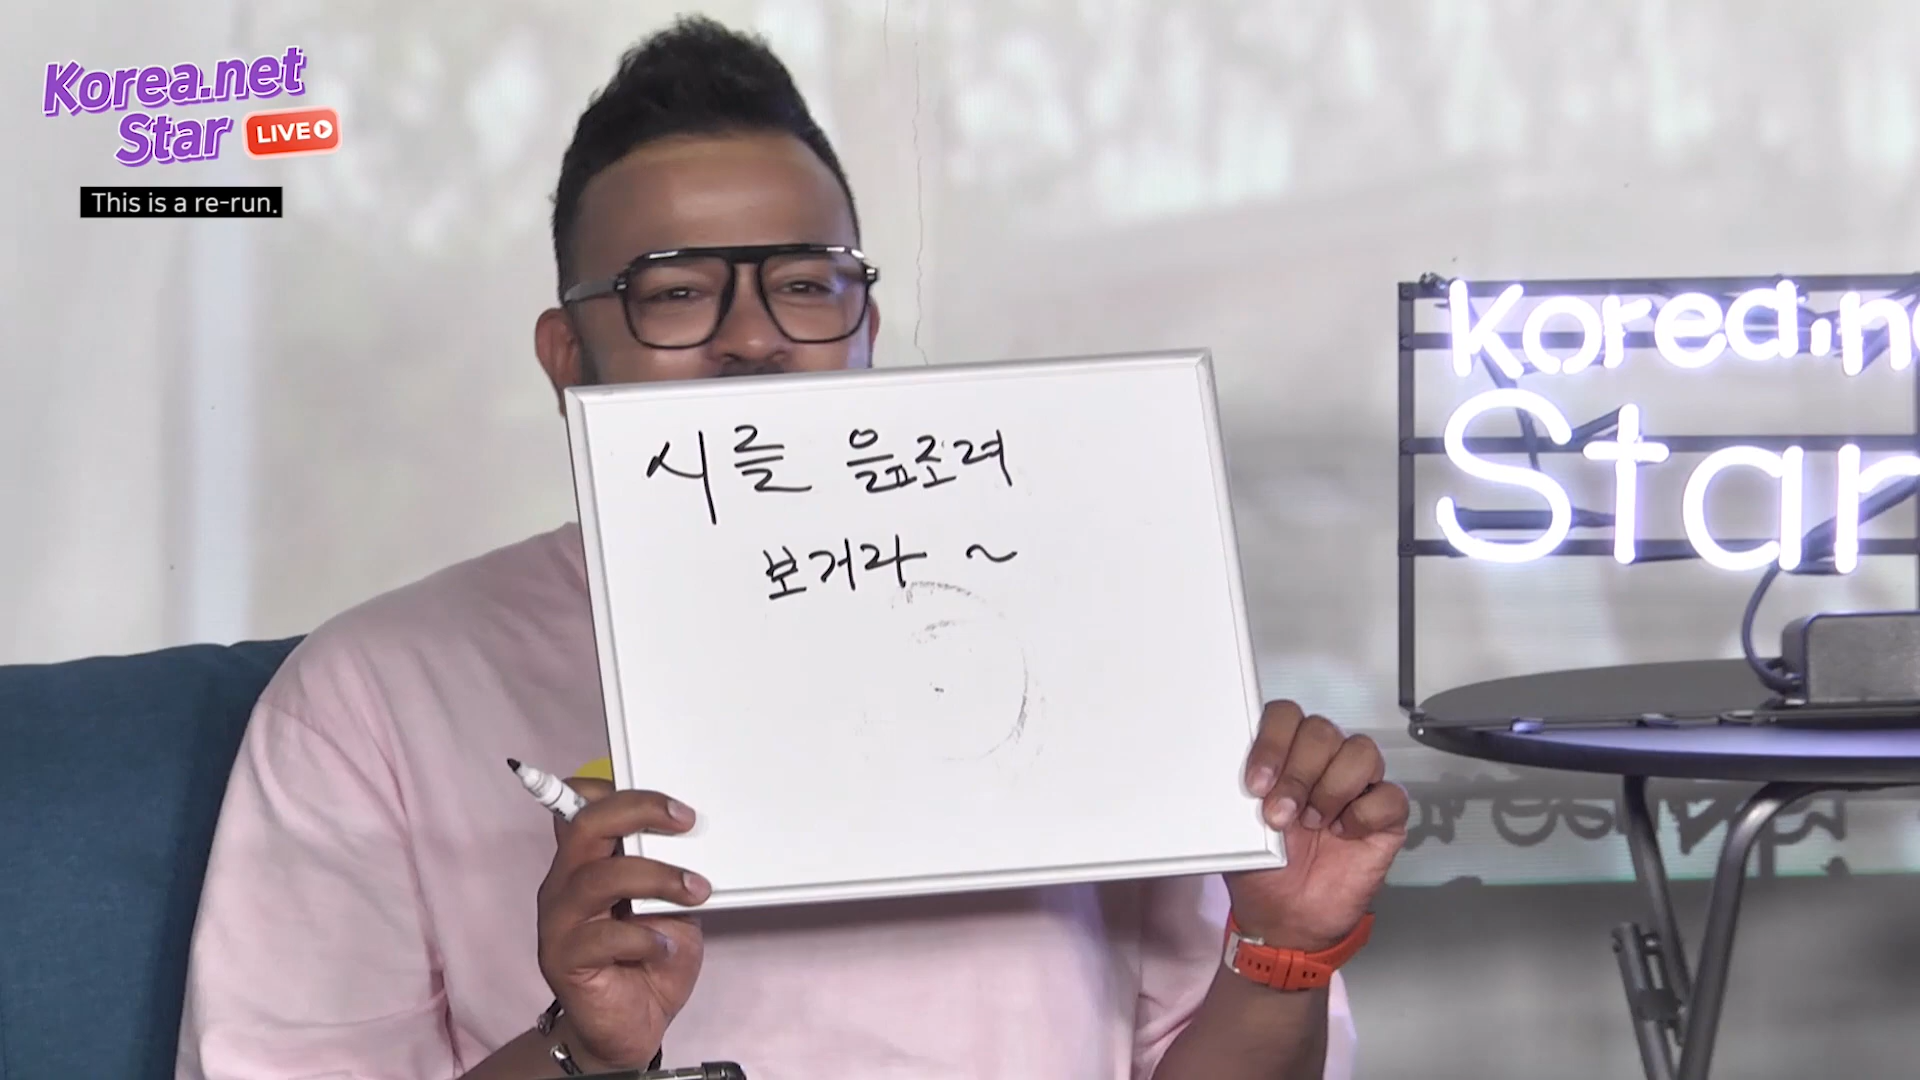 Korea.net
Star LIVE
This is a re-run.
시를 읊조려
보거라 ~
Korea.ne
Star